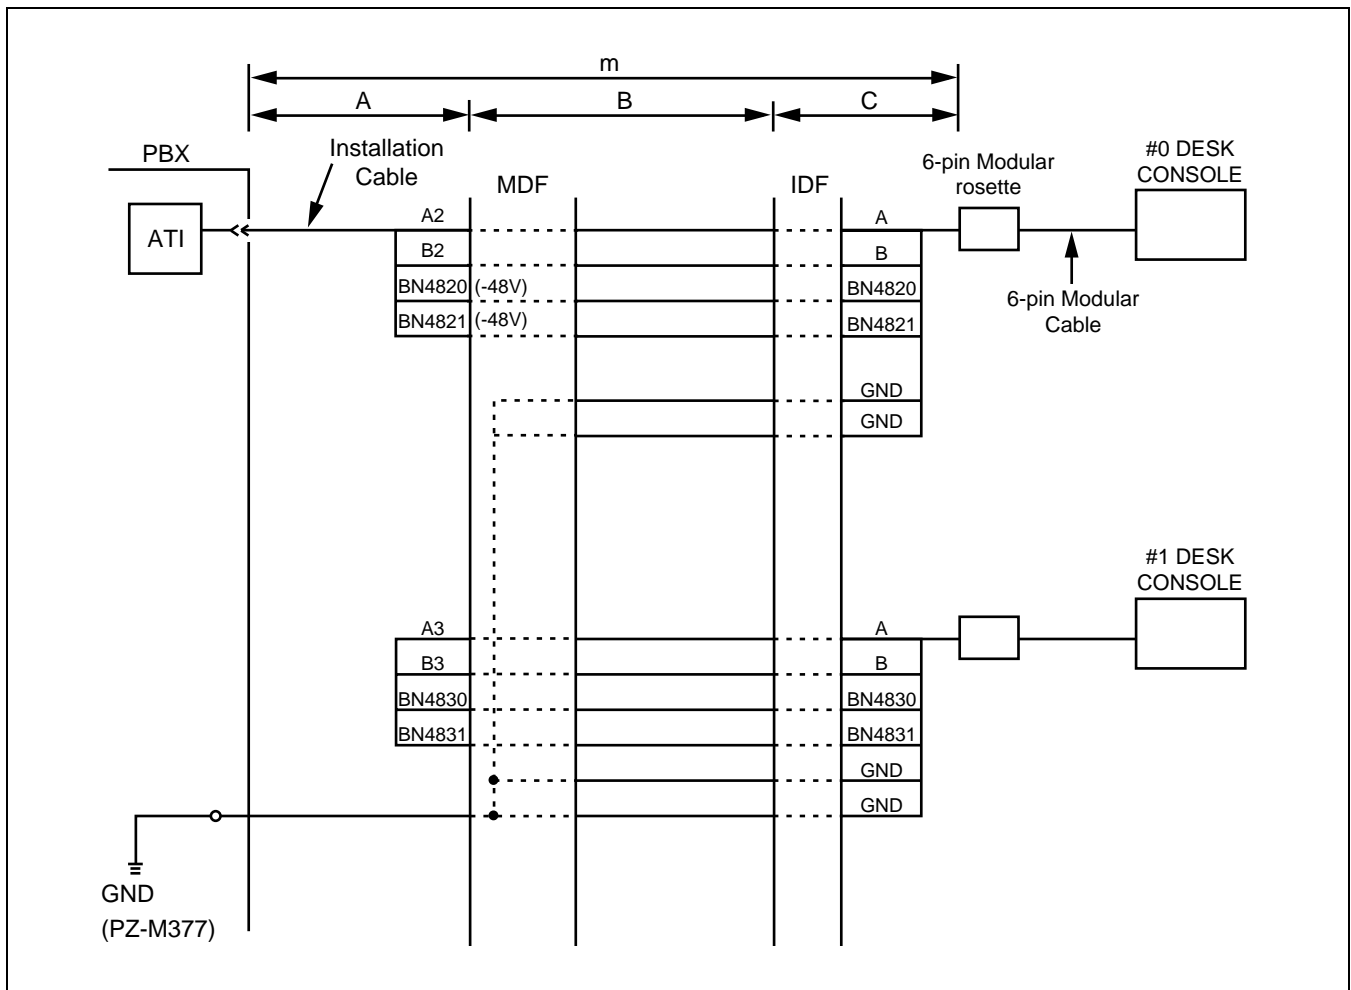 m
A B C
PBX
Installation
Cable
MDF
IDF
6-pin Modular
rosette
#0 DESK
CONSOLE
ATI
A2
B2
BN4820 (-48V)
BN4821 (-48V)
A
B
BN4820
BN4821
GND
GND
6-pin Modular
Cable
#1 DESK
CONSOLE
A3
B3
BN4830
BN4831
A
B
BN4830
BN4831
GND
GND
GND
(PZ-M377)